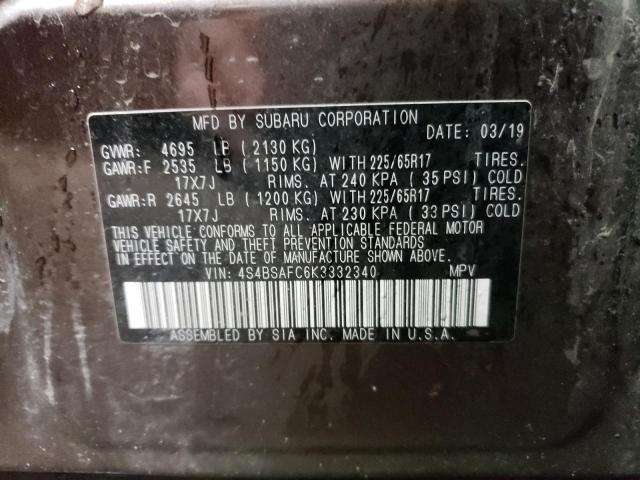 MFD BY SUBARU CORPORATION
DATE: 03/19
GVWR: 4695 LB (2130 KG)
GAWR:F 2535 LB (1150 KG) WITH 225/65R17 TIRES.
17X7J RIMS. AT 240 KPA (35 PSI) COLD
GAWR:R 2645 LB (1200 KG) WITH 225/65R17 TIRES.
17X7J RIMS. AT 230 KPA (33 PSI) COLD
THIS VEHICLE CONFORMS TO ALL APPLICABLE FEDERAL MOTOR
VEHICLE SAFETY AND THEFT PREVENTION STANDARDS
IN EFFECT ON THE DATE OF MANUFACTURE SHOWN ABOVE.
VIN: 4S4BSAFC6K3332340 MPV
ASSEMBLED BY SIA INC. MADE IN U.S.A.